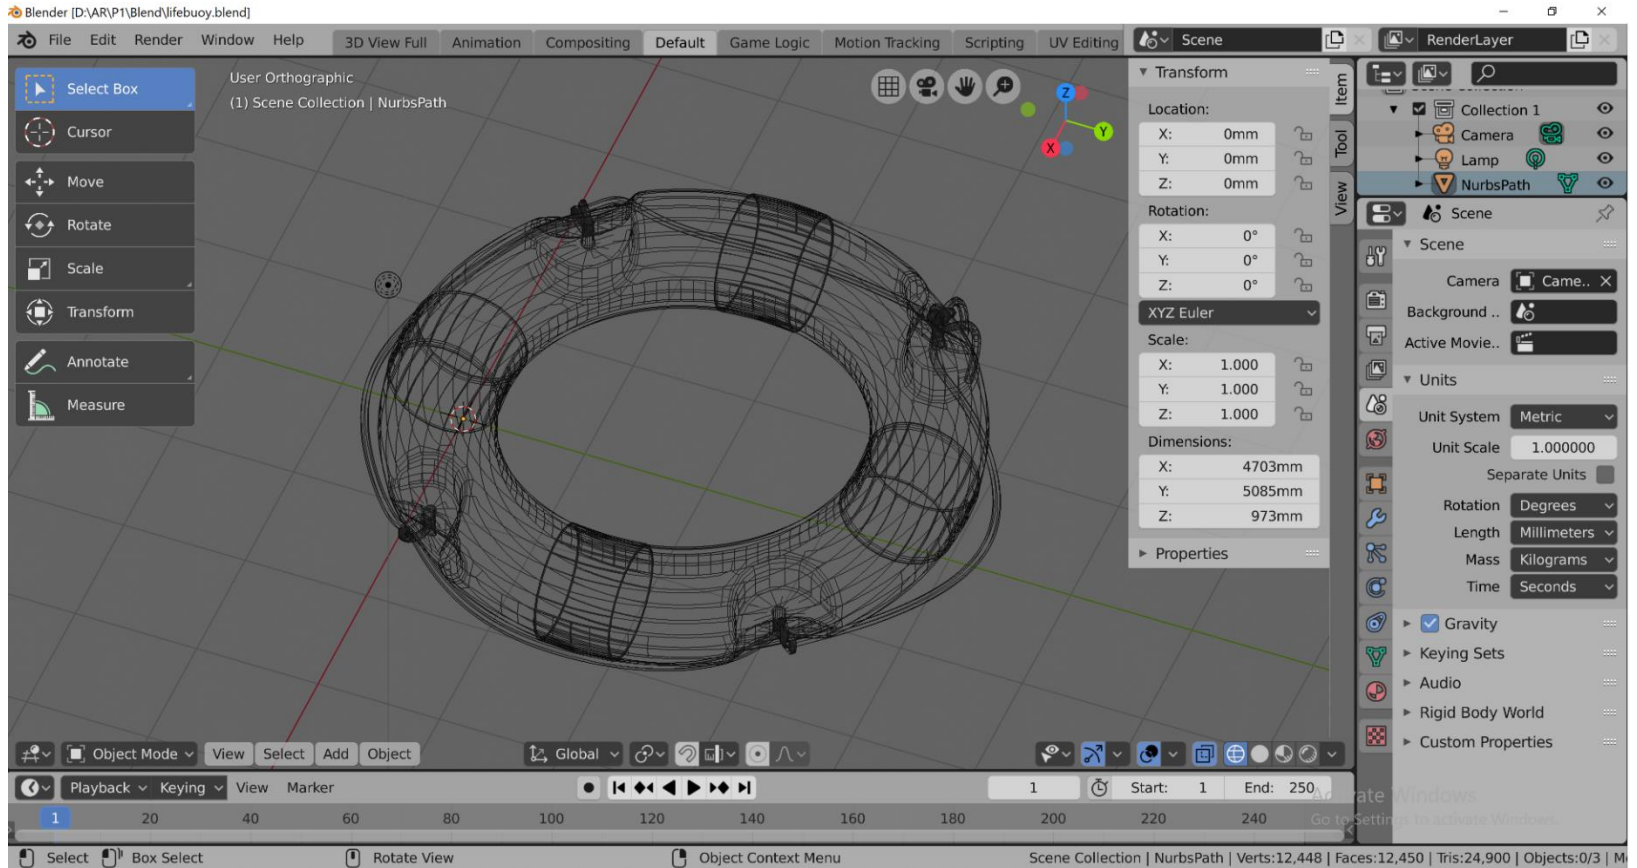 Blender [D:\AR\P1\Blend\lifebuoy.blend]
File Edit Render Window Help 3D View Full Animation Compositing Default Game Logic Motion Tracking Scripting UV Editing Scene RenderLayer
Select Box
Cursor
Move
Rotate
Scale
Transform
Annotate
Measure
User Orthographic
(1) Scene Collection | NurbsPath
Z
Y
X
Transform
Location:
X: 0mm
Y: 0mm
Z: 0mm
Rotation:
X: 0°
Y: 0°
Z: 0°
XYZ Euler
Scale:
X: 1.000
Y: 1.000
Z: 1.000
Dimensions:
X: 4703mm
Y: 5085mm
Z: 973mm
Properties
Item
Tool
View
Collection 1
Camera
Lamp
NurbsPath
Scene
Scene
Camera Came..
Background ..
Active Movie..
Units
Unit System Metric
Unit Scale 1.000000
Separate Units
Rotation Degrees
Length Millimeters
Mass Kilograms
Time Seconds
Gravity
Keying Sets
Audio
Rigid Body World
Custom Properties
Object Mode View Select Add Object Global
Playback Keying View Marker 1 Start: 1 End: 250
1 20 40 60 80 100 120 140 160 180 200 220 240
Activate Windows
Go to Settings to activate Windows.
Select Box Select Rotate View Object Context Menu Scene Collection | NurbsPath | Verts:12,448 | Faces:12,450 | Tris:24,900 | Objects:0/3 |